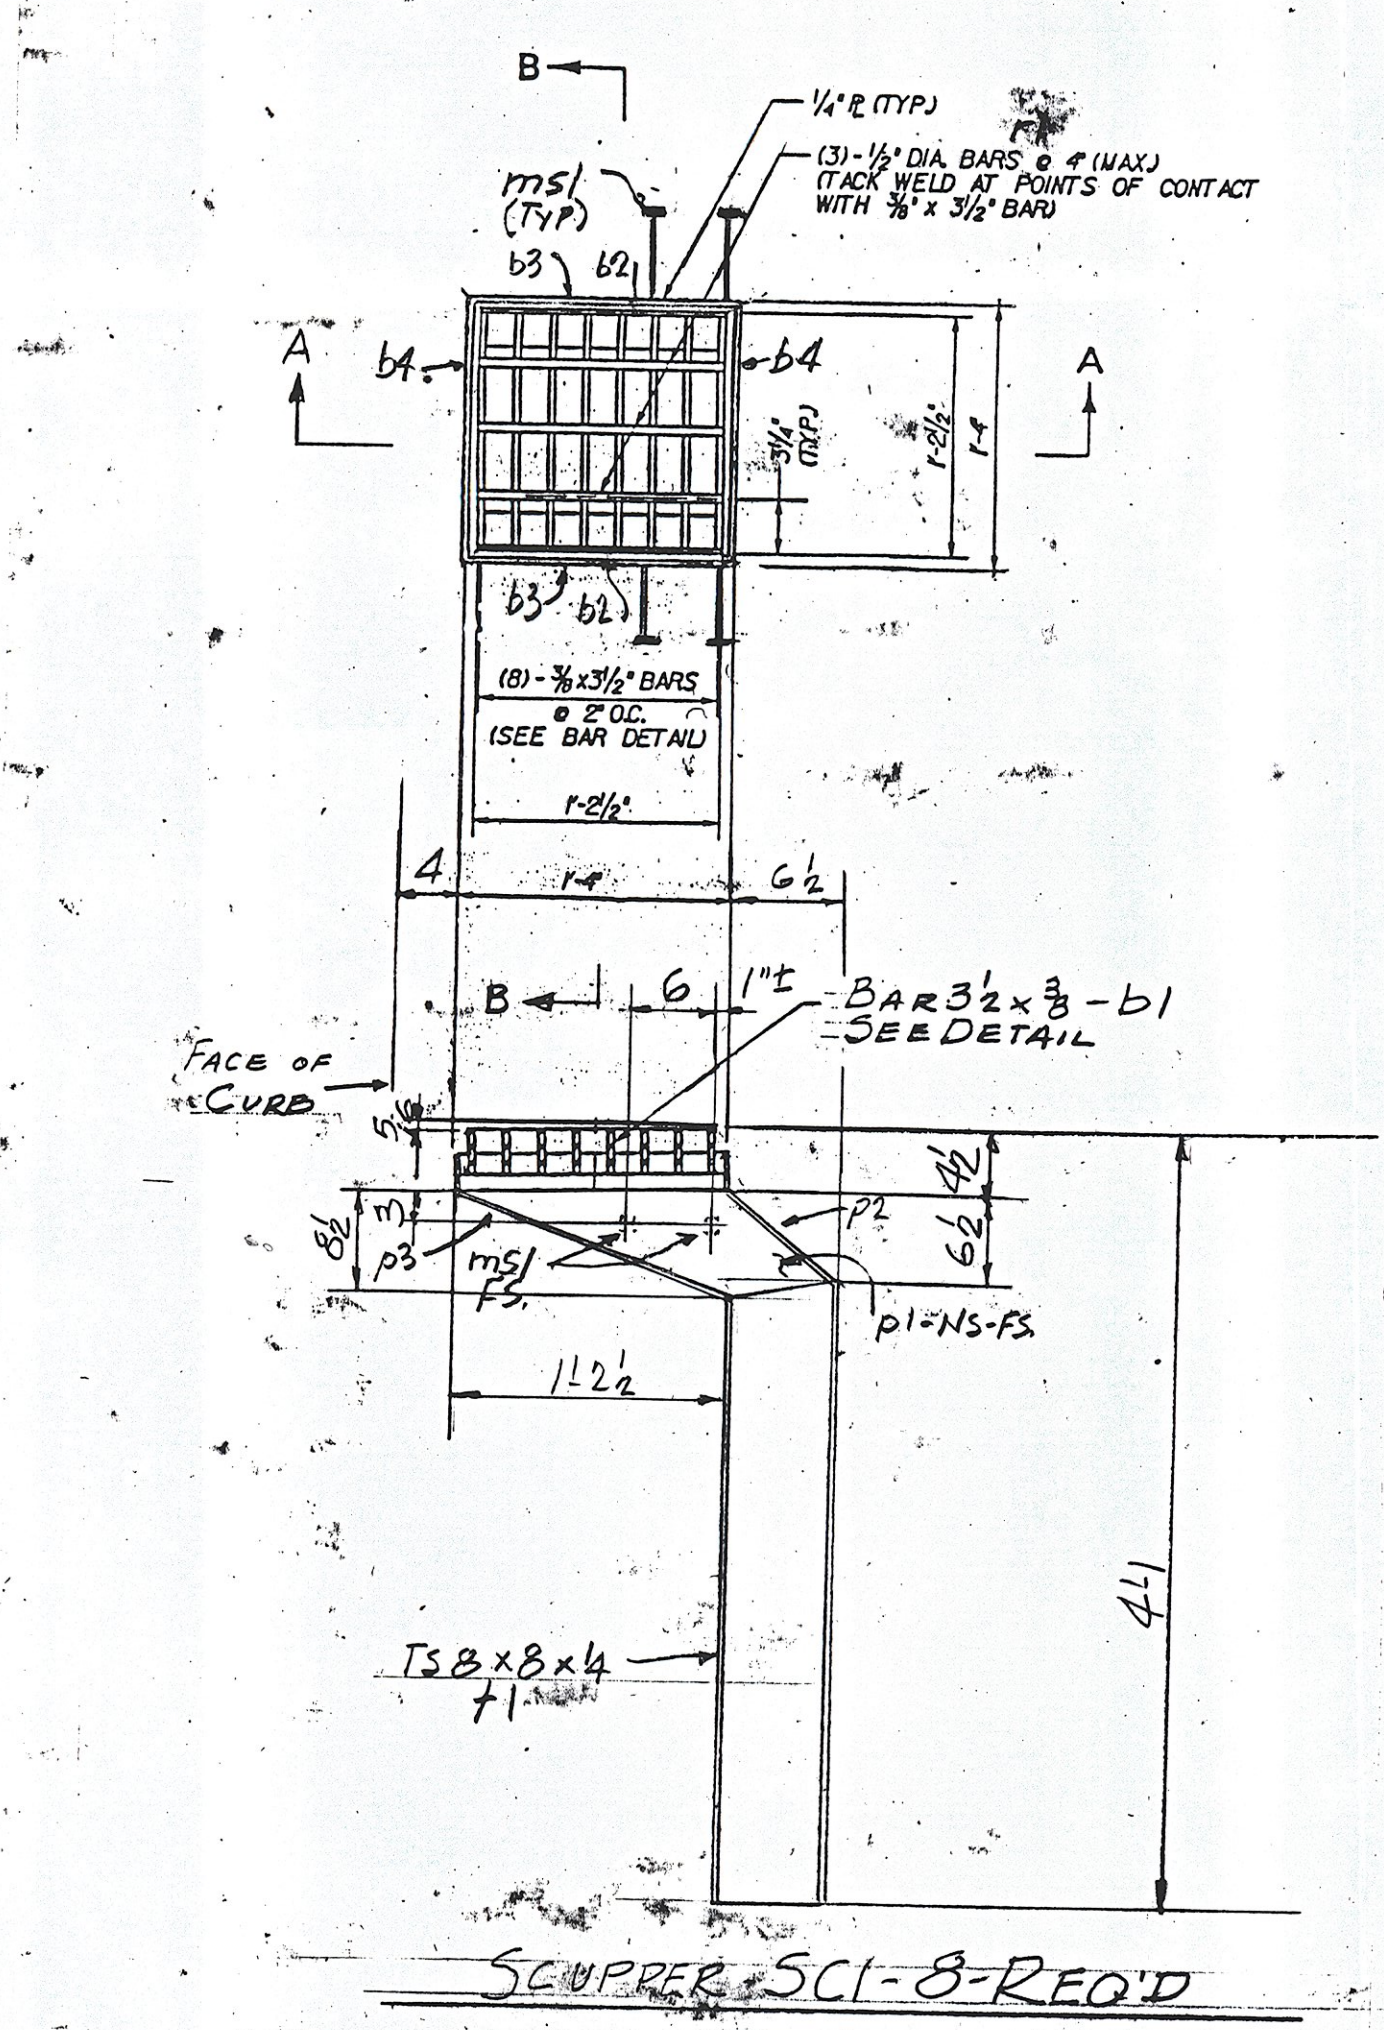 B
1/4" PL (TYP.)
r1
(3)-1/2" DIA. BARS @ 4" (MAX.)
(TACK WELD AT POINTS OF CONTACT
WITH 3/8" x 3 1/2" BAR)
ms1
(TYP.)
b3
b2
A
b4
b4
A
3 1/4"
(TYP.)
1'-2 1/2"
1'-4"
b3
b2
(8)-3/8x3 1/2" BARS
@ 2" O.C.
(SEE BAR DETAIL)
1'-2 1/2"
4
1'-4"
6 1/2
B
6
1"±
BAR 3 1/2 x 3/8 - b1
SEE DETAIL
FACE OF
CURB
4 1/2
8 1/2
3
p3
ms1
FS.
p2
6 1/2
p1-NS-FS.
1'-2 1/2
4'-1
TS 8 x 8 x 1/4
t1
SCUPPER-SC1-8-REQ'D